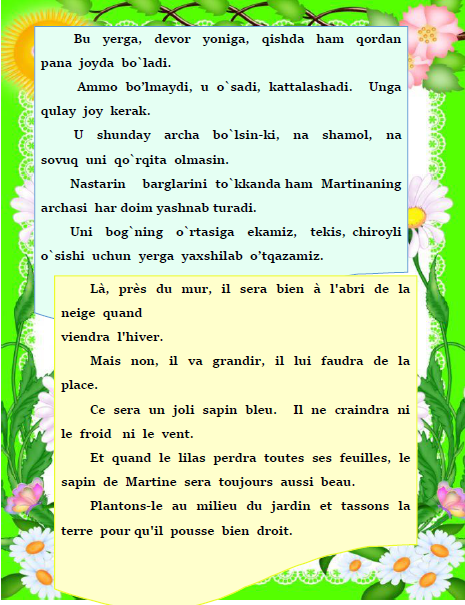 Bu yerga, devor yoniga, qishda ham qordan
pana joyda bo`ladi.
Ammo bo’lmaydi, u o`sadi, kattalashadi. Unga
qulay joy kerak.
U shunday archa bo`lsin-ki, na shamol, na
sovuq uni qo`rqita olmasin.
Nastarin barglarini to`kkanda ham Martinaning
archasi har doim yashnab turadi.
Uni bog`ning o`rtasiga ekamiz, tekis, chiroyli
o`sishi uchun yerga yaxshilab o’tqazamiz.
Là, près du mur, il sera bien à l'abri de la
neige quand
viendra l'hiver.
Mais non, il va grandir, il lui faudra de la
place.
Ce sera un joli sapin bleu. Il ne craindra ni
le froid ni le vent.
Et quand le lilas perdra toutes ses feuilles, le
sapin de Martine sera toujours aussi beau.
Plantons-le au milieu du jardin et tassons la
terre pour qu'il pousse bien droit.